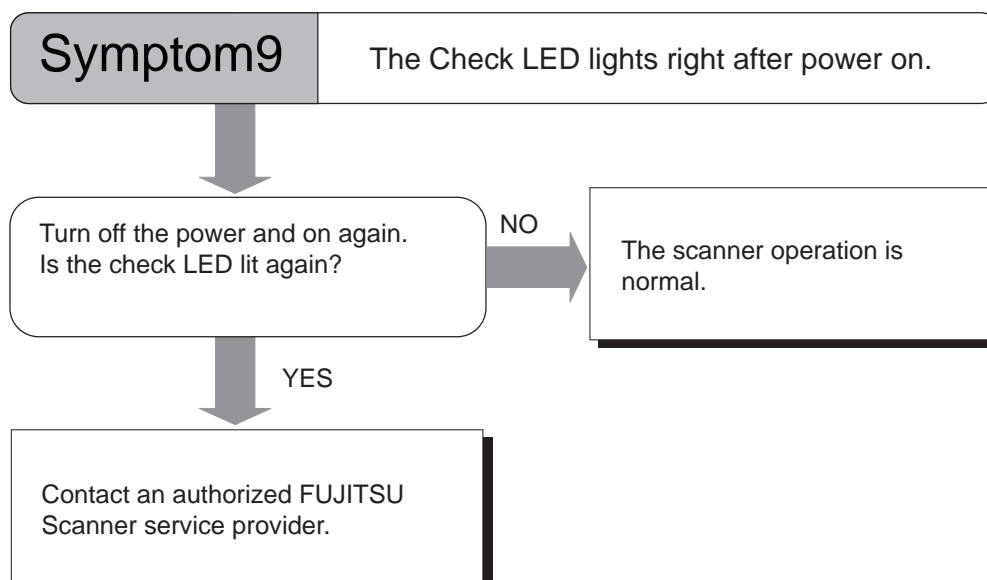 Symptom9
The Check LED lights right after power on.
Turn off the power and on again.
Is the check LED lit again?
NO
The scanner operation is
normal.
YES
Contact an authorized FUJITSU
Scanner service provider.